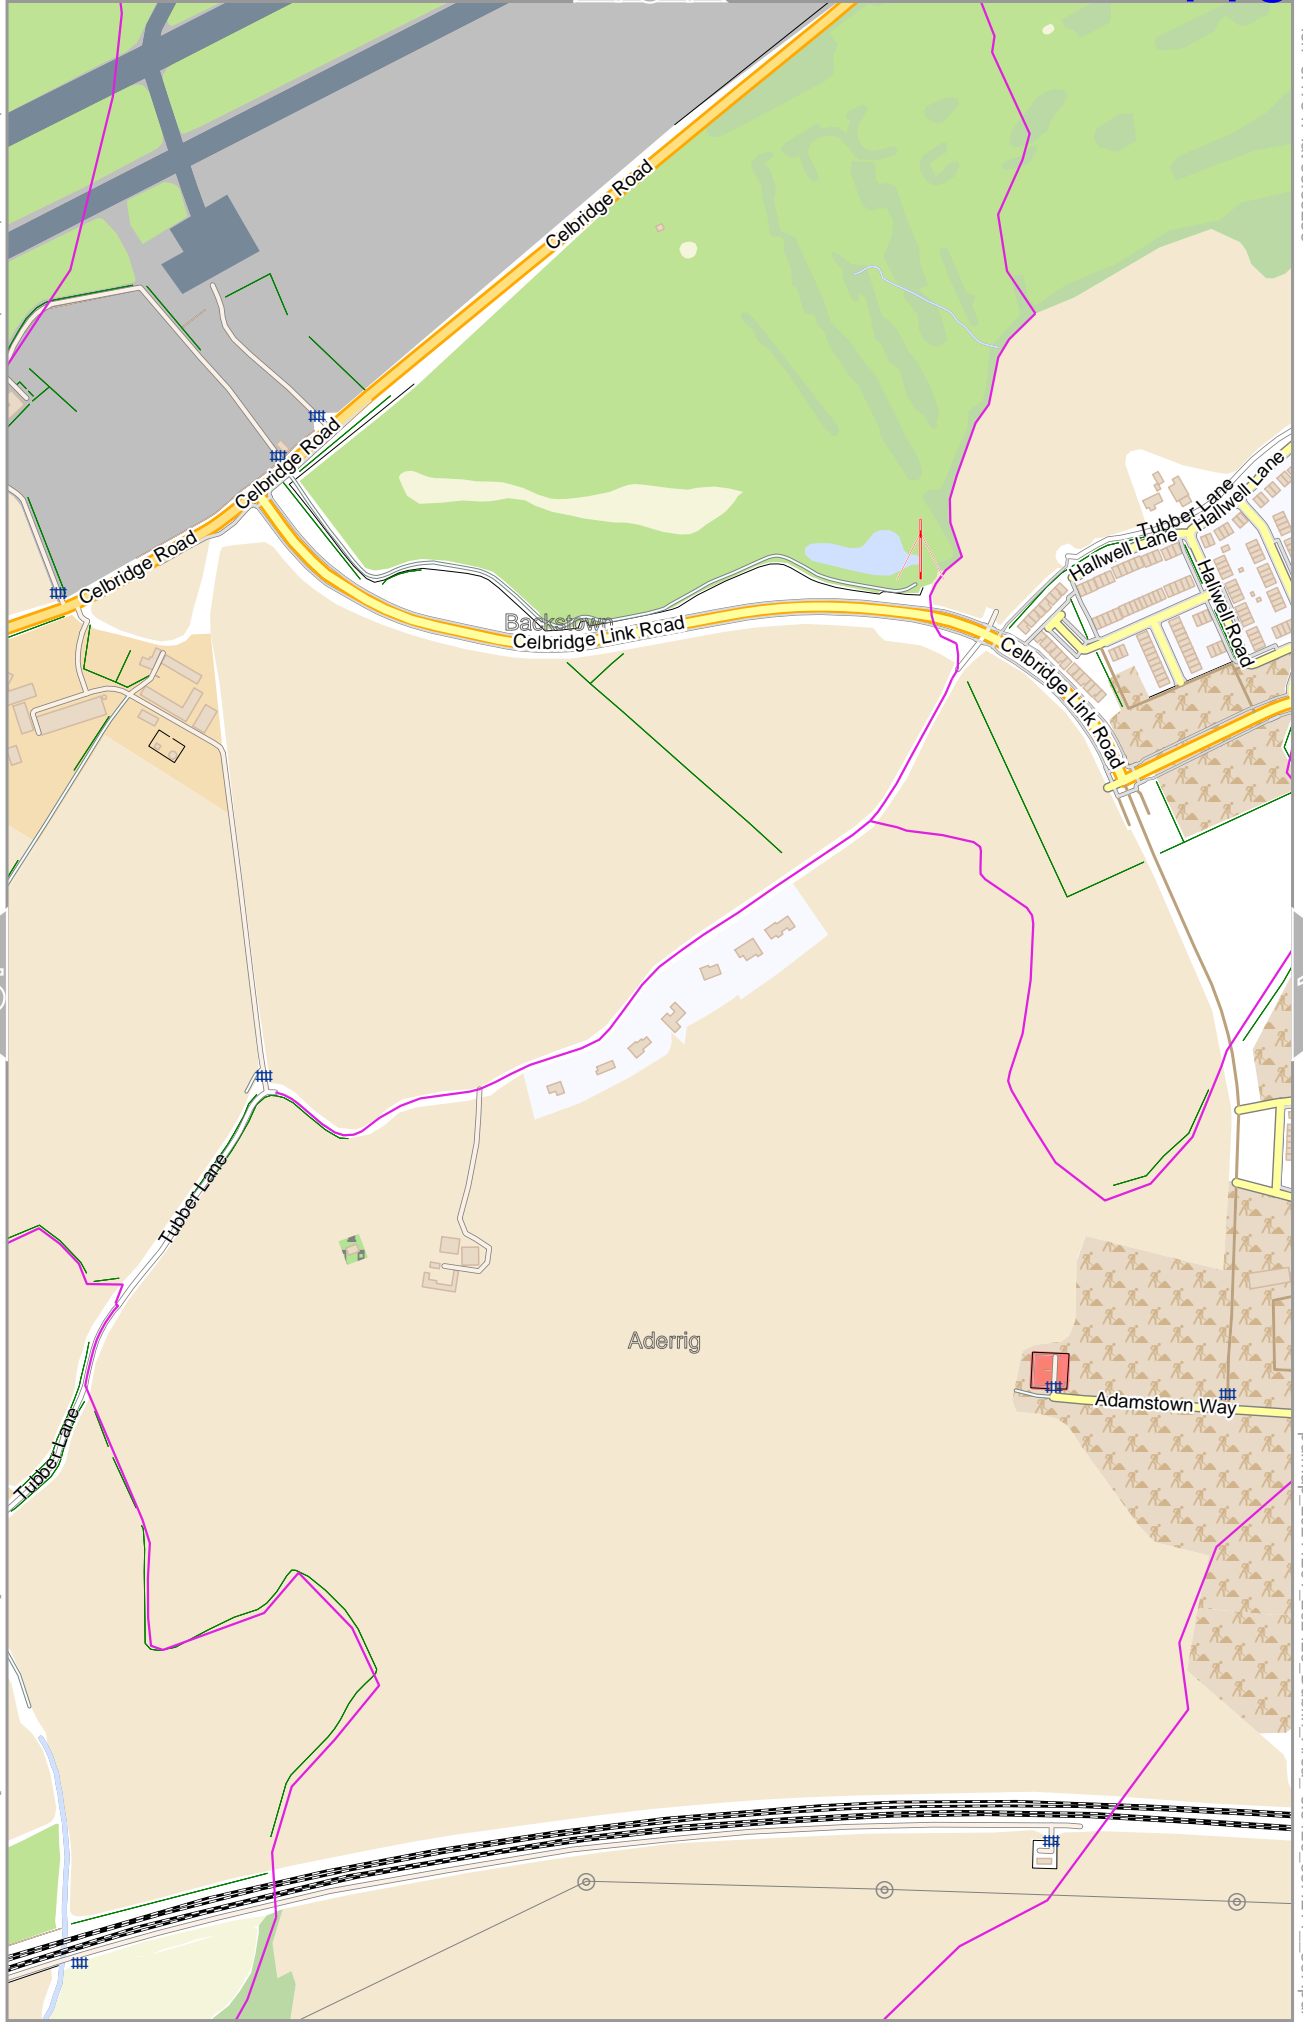 Celbridge Road
Celbridge Road
Celbridge Road
Tubber Lane
Hallwell Lane
Hallwell Lane
Hallwell Road
Backstown
Celbridge Link Road
Celbridge Link Road
Tubber Lane
Aderrig
Adamstown Way
Tubber Lane